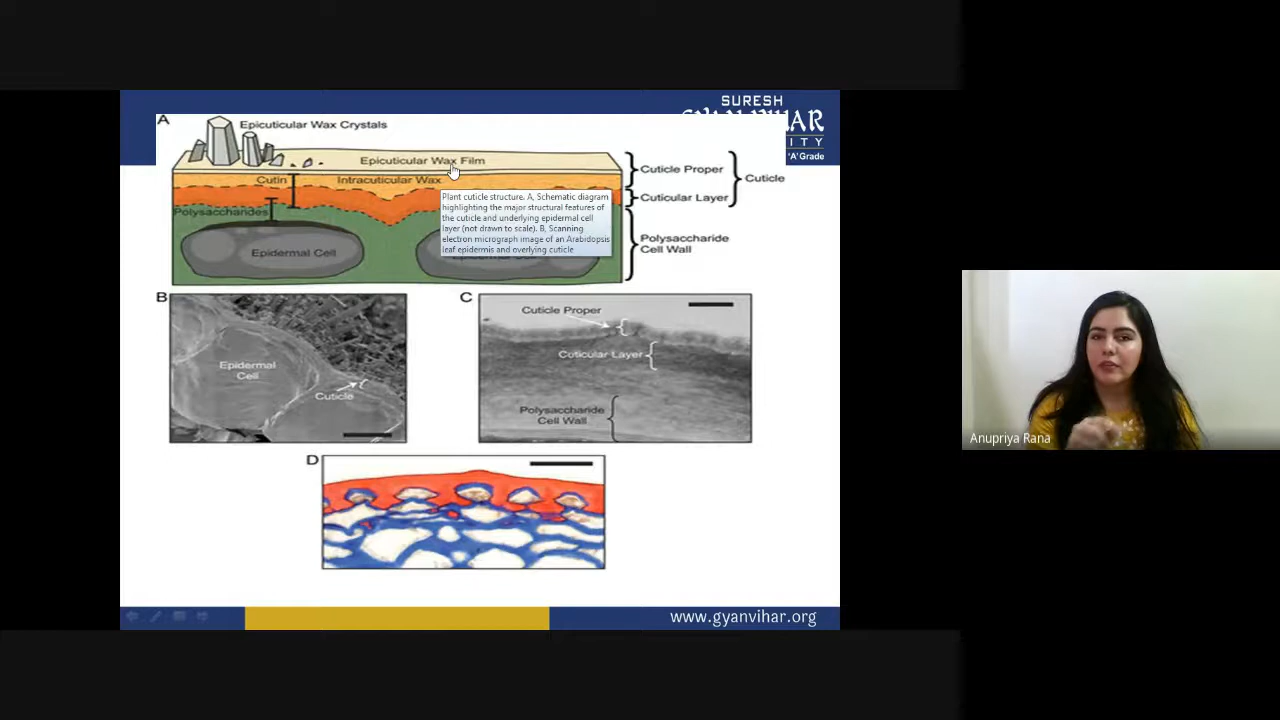 SURESH
'A' Grade
A
Epicuticular Wax Crystals
Epicuticular Wax Film
Cutin
Intracuticular Wax
Polysaccharides
Epidermal Cell
Cuticle Proper
Cuticular Layer
Cuticle
Polysaccharide
Cell Wall
Plant cuticle structure. A, Schematic diagram
highlighting the major structural features of
the cuticle and underlying epidermal cell
layer (not drawn to scale). B, Scanning
electron micrograph image of an Arabidopsis
leaf epidermis and overlying cuticle
B
Epidermal
Cell
Cuticle
C
Cuticle Proper
Cuticular Layer
Polysaccharide
Cell Wall
D
www.gyanvihar.org
Anupriya Rana